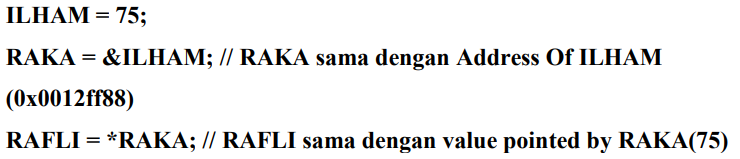 ILHAM = 75;
RAKA = &ILHAM; // RAKA sama dengan Address Of ILHAM
(0x0012ff88)
RAFLI = *RAKA; // RAFLI sama dengan value pointed by RAKA(75)